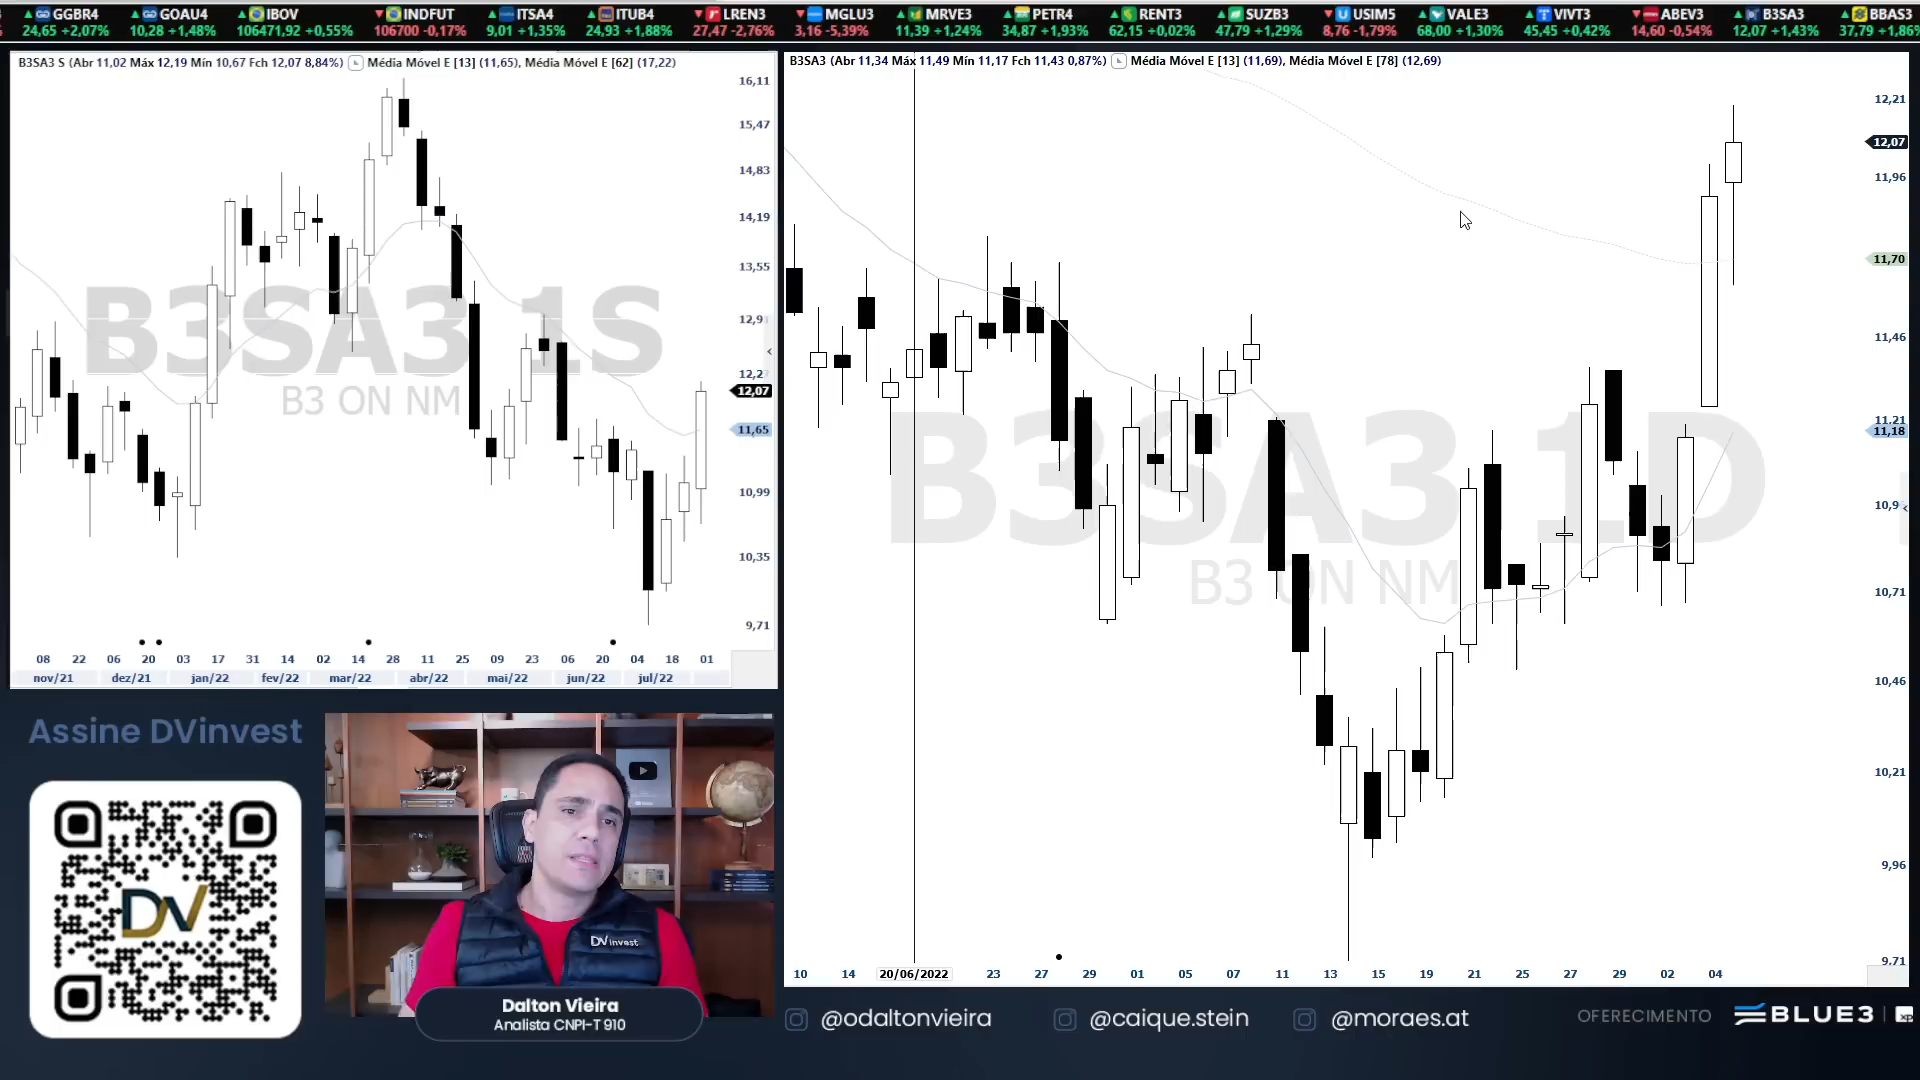 GGBR4 GOAU4 IBOV INDFUT ITSA4 ITUB4 LREN3 MGLU3 MRVE3 PETR4 RENT3 SUZB3 USIM5 VALE3 VIVT3 ABEV3 B3SA3 BBAS3
24,65 +2,07% 10,28 +1,48% 106471,92 +0,55% 106700 -0,17% 9,01 +1,35% 24,93 +1,88% 27,47 -2,76% 3,16 -5,39% 11,39 +1,24% 34,87 +1,93% 62,15 +0,02% 47,79 +1,29% 8,76 -1,79% 68,00 +1,30% 45,45 +0,42% 14,60 -0,54% 12,07 +1,43% 37,79 +1,86%
B3SA3 S (Abr 11,02 Máx 12,19 Mín 10,67 Fch 12,07 8,84%) Média Móvel E [13] (11,65), Média Móvel E [62] (17,22)
16,11
15,47
14,83
14,19
13,55
12,91
12,27
12,07
11,65
10,99
10,35
9,71
B3SA3 1S
B3 ON NM
08 22 06 20 03 17 31 14 02 14 28 11 25 09 23 06 20 04 18 01
nov/21 dez/21 jan/22 fev/22 mar/22 abr/22 mai/22 jun/22 jul/22
B3SA3 (Abr 11,34 Máx 11,49 Mín 11,17 Fch 11,43 0,87%) Média Móvel E [13] (11,69), Média Móvel E [78] (12,69)
12,21
12,07
11,96
11,70
11,46
11,21
11,18
10,9
10,71
10,46
10,21
9,96
9,71
B3SA3 1D
B3 ON NM
10 14 20/06/2022 23 27 29 01 05 07 11 13 15 19 21 25 27 29 02 04
Assine DVinvest
DV
DVinvest
Dalton Vieira
Analista CNPI-T 910
@odaltonvieira @caique.stein @moraes.at
OFERECIMENTO BLUE3 xp